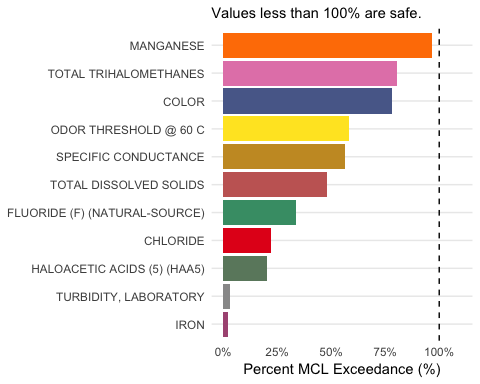 Values less than 100% are safe.
MANGANESE
TOTAL TRIHALOMETHANES
COLOR
ODOR THRESHOLD @ 60 C
SPECIFIC CONDUCTANCE
TOTAL DISSOLVED SOLIDS
FLUORIDE (F) (NATURAL-SOURCE)
CHLORIDE
HALOACETIC ACIDS (5) (HAA5)
TURBIDITY, LABORATORY
IRON
0% 25% 50% 75% 100%
Percent MCL Exceedance (%)